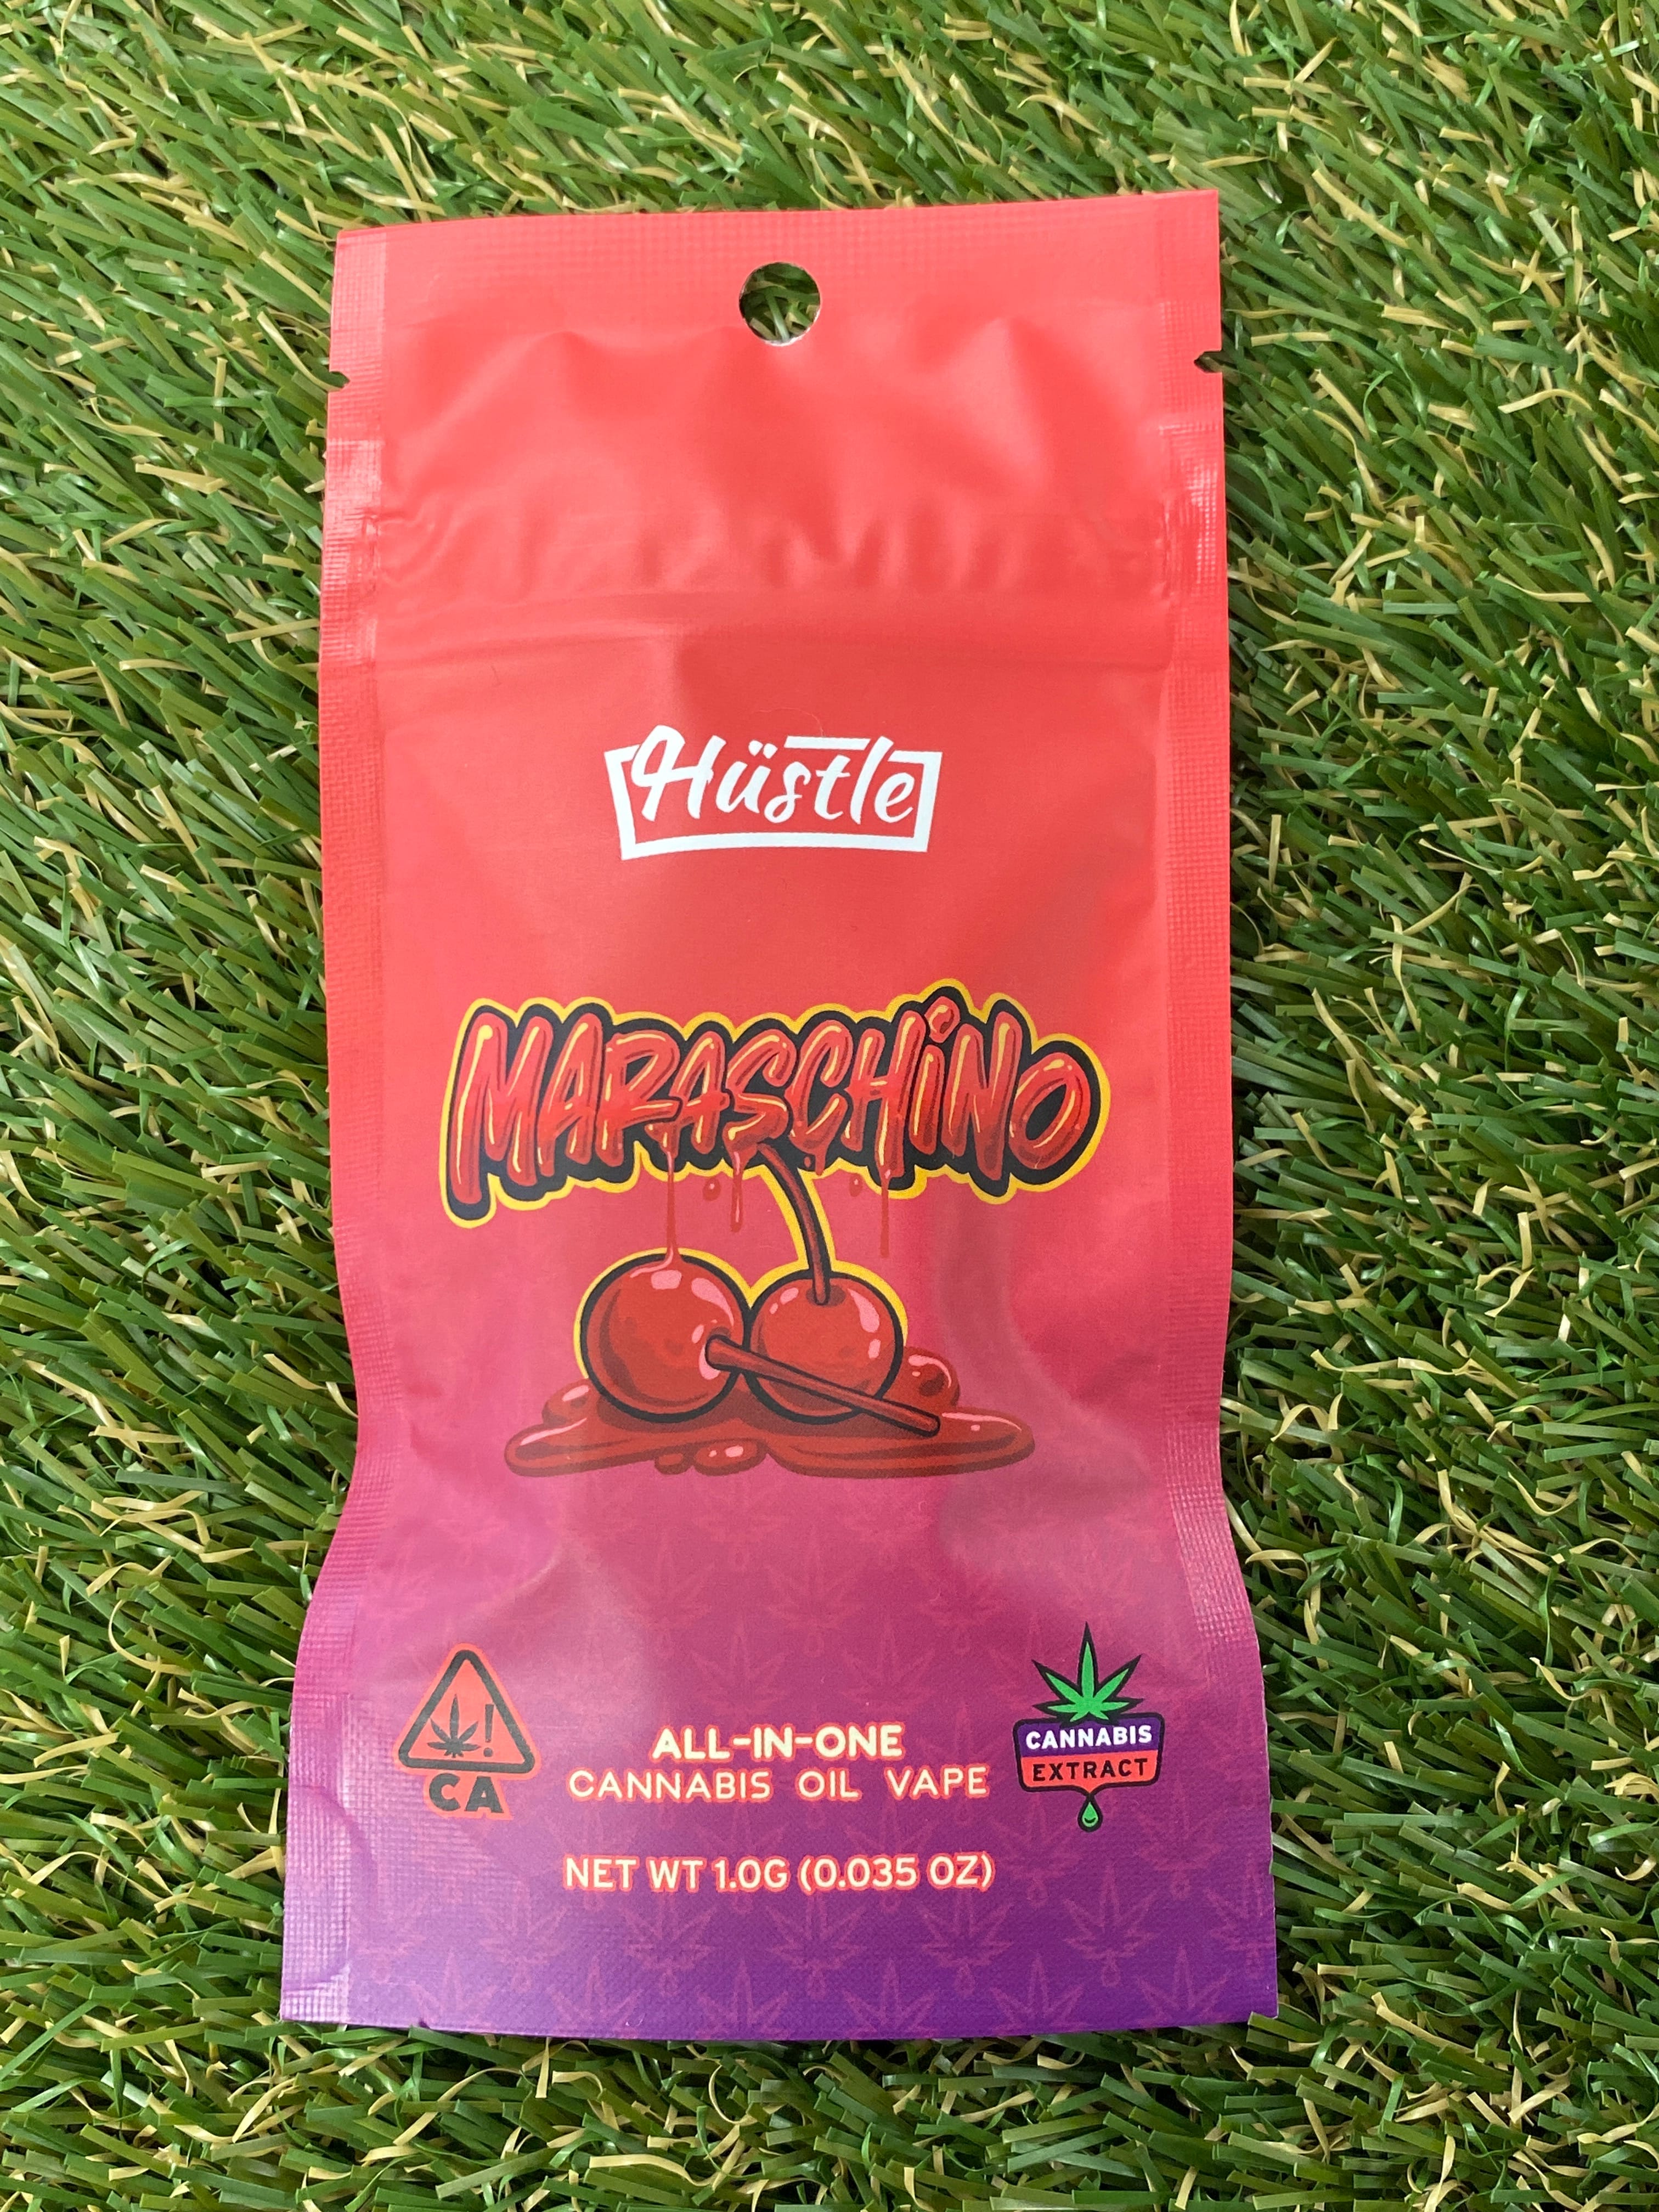 Hüstle
MARASCHiNO
ALL-IN-ONE
CANNABIS OIL VAPE
CA
CANNABIS
EXTRACT
NET WT 1.0G (0.035 OZ)